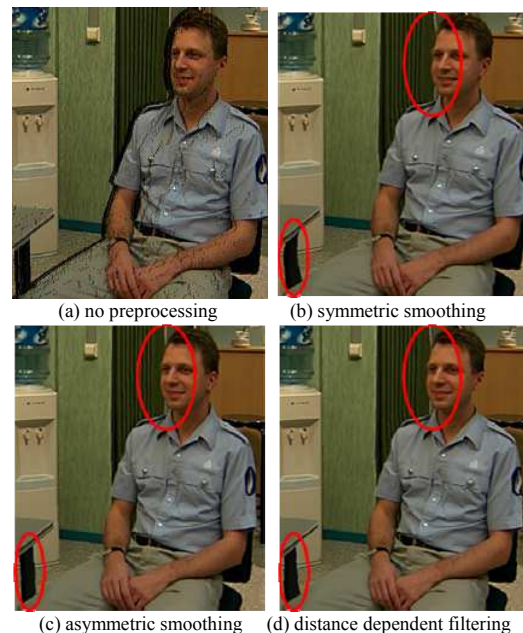 (a) no preprocessing
(b) symmetric smoothing
(c) asymmetric smoothing
(d) distance dependent filtering